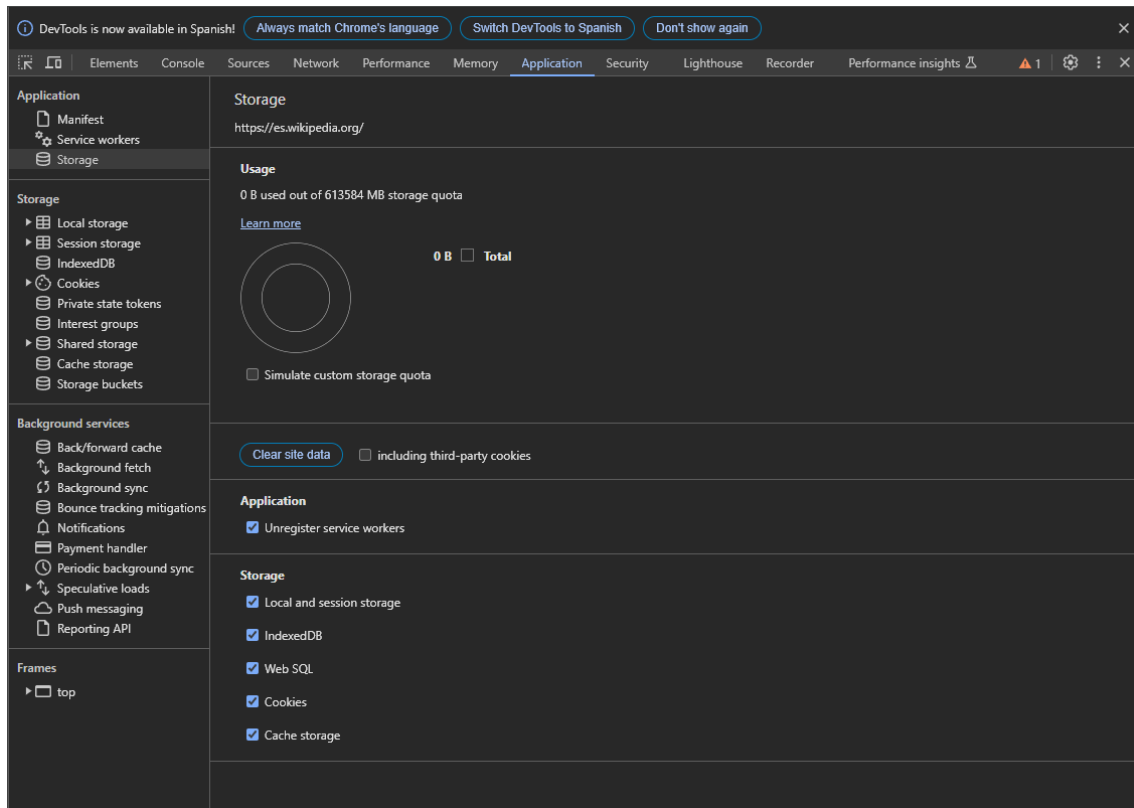 DevTools is now available in Spanish! Always match Chrome's language Switch DevTools to Spanish Don't show again
Elements Console Sources Network Performance Memory Application Security Lighthouse Recorder Performance insights 1
Application
Manifest
Service workers
Storage
Storage
Local storage
Session storage
IndexedDB
Cookies
Private state tokens
Interest groups
Shared storage
Cache storage
Storage buckets
Background services
Back/forward cache
Background fetch
Background sync
Bounce tracking mitigations
Notifications
Payment handler
Periodic background sync
Speculative loads
Push messaging
Reporting API
Frames
top
Storage
https://es.wikipedia.org/
Usage
0 B used out of 613584 MB storage quota
Learn more
0 B Total
Simulate custom storage quota
Clear site data including third-party cookies
Application
Unregister service workers
Storage
Local and session storage
IndexedDB
Web SQL
Cookies
Cache storage